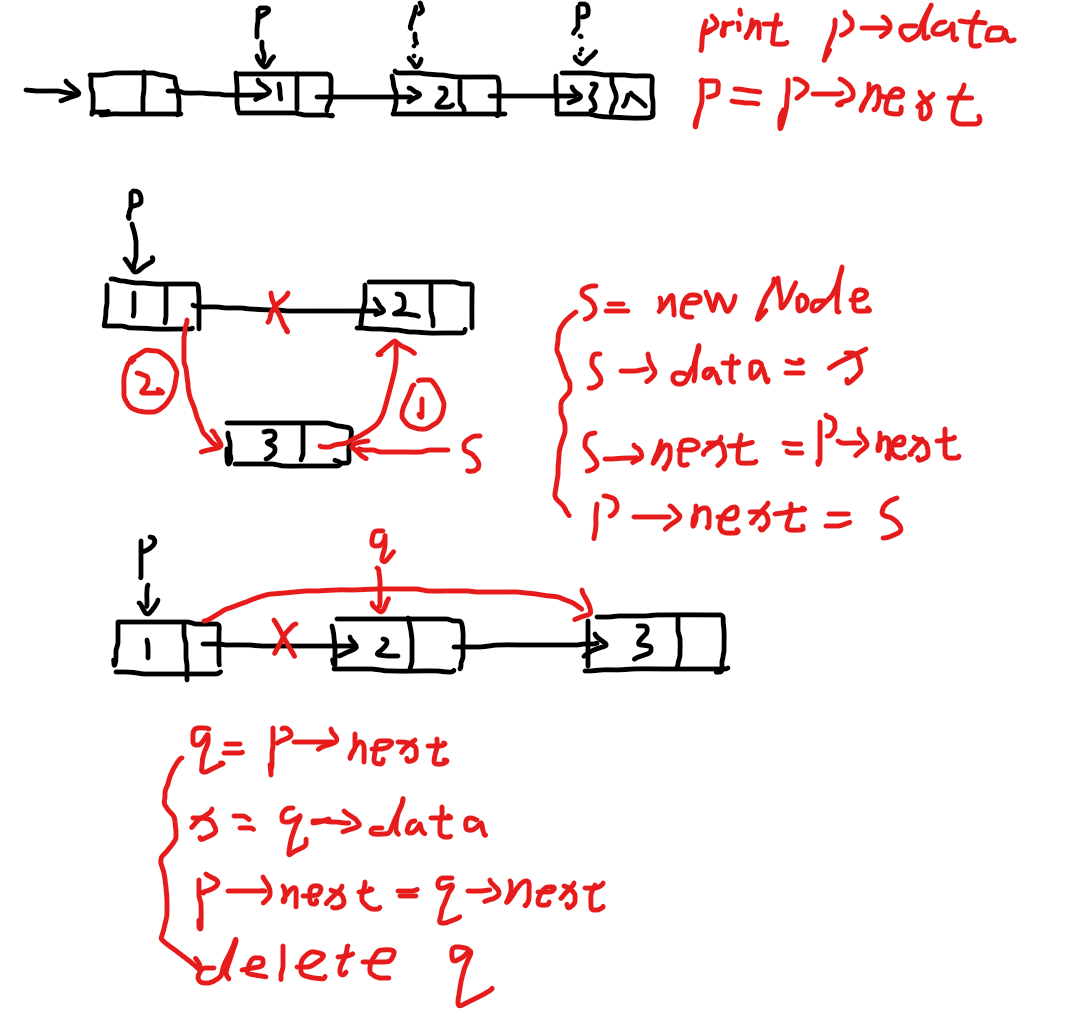 p p p
1 2 3 ^
print p→data
p = p→next
p
1 2
② ①
3 s
s = new Node
s→data = x
s→next = p→next
p→next = s
p q
1 2 3
q = p→next
x = q→data
p→next = q→next
delete q